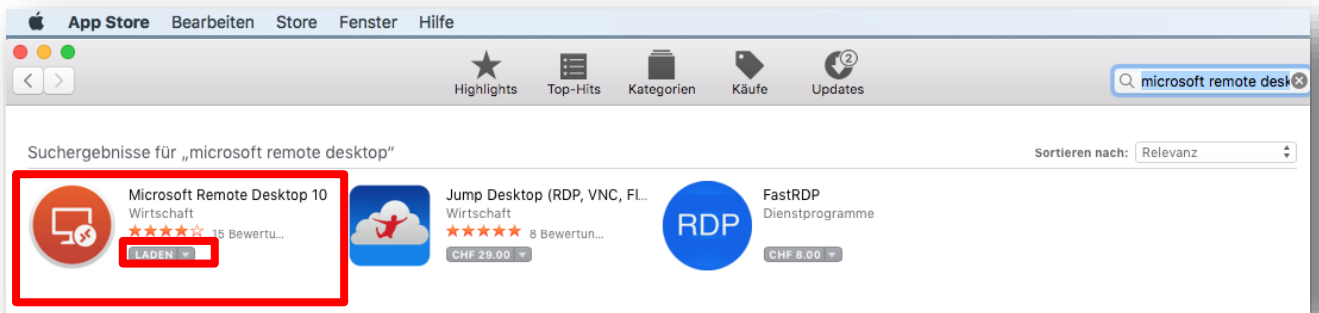 App Store Bearbeiten Store Fenster Hilfe
Highlights Top-Hits Kategorien Käufe Updates
2
microsoft remote desk
Suchergebnisse für „microsoft remote desktop“
Sortieren nach: Relevanz
Microsoft Remote Desktop 10
Wirtschaft
15 Bewertu...
LADEN
Jump Desktop (RDP, VNC, Fl...
Wirtschaft
8 Bewertun...
CHF 29.00
RDP
FastRDP
Dienstprogramme
CHF 8.00